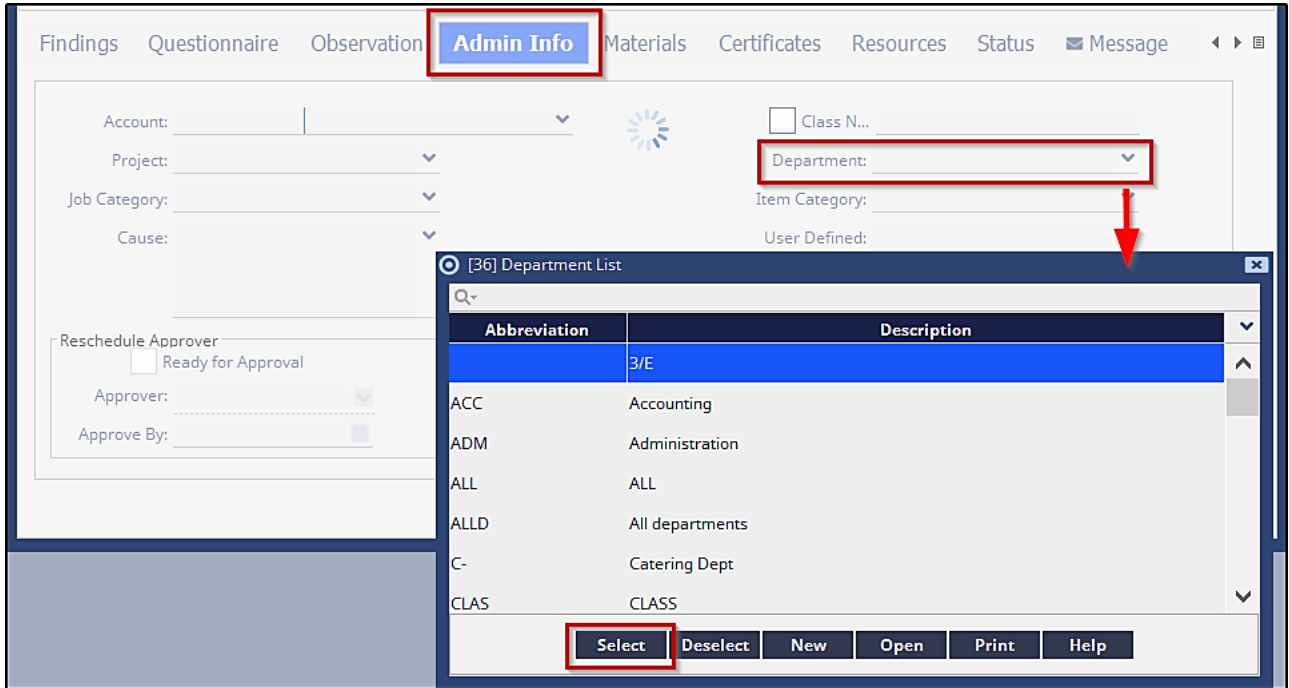 Findings Questionnaire Observation Admin Info Materials Certificates Resources Status Message
Account: Class N...
Project: Department:
Job Category: Item Category:
Cause: User Defined:
[36] Department List
Abbreviation Description
3/E
ACC Accounting
ADM Administration
ALL ALL
ALLD All departments
C- Catering Dept
CLAS CLASS
Reschedule Approver
Ready for Approval
Approver:
Approve By:
Select Deselect New Open Print Help